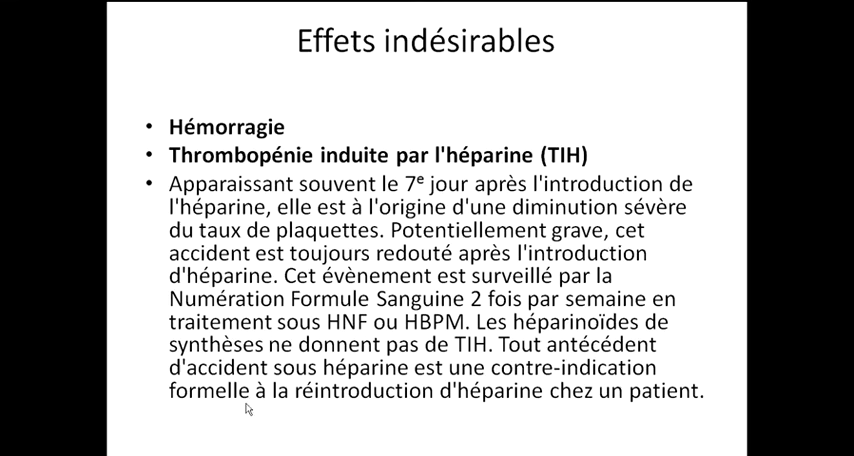 Effets indésirables
• Hémorragie
• Thrombopénie induite par l'héparine (TIH)
• Apparaissant souvent le 7e jour après l'introduction de
l'héparine, elle est à l'origine d'une diminution sévère
du taux de plaquettes. Potentiellement grave, cet
accident est toujours redouté après l'introduction
d'héparine. Cet évènement est surveillé par la
Numération Formule Sanguine 2 fois par semaine en
traitement sous HNF ou HBPM. Les héparinoïdes de
synthèses ne donnent pas de TIH. Tout antécédent
d'accident sous héparine est une contre-indication
formelle à la réintroduction d'héparine chez un patient.